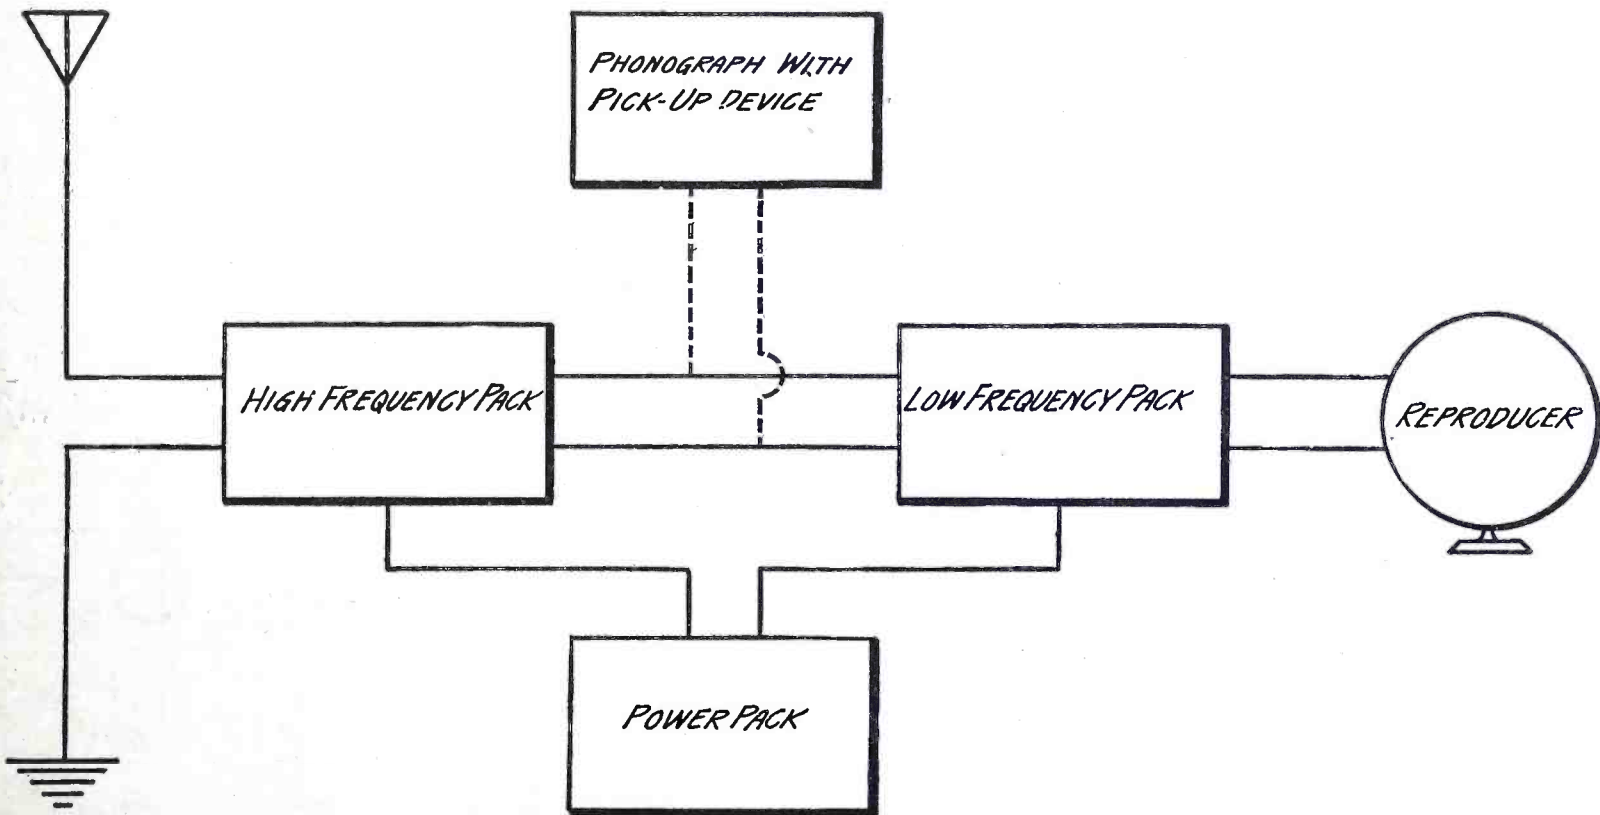 PHONOGRAPH WITH
PICK-UP DEVICE
HIGH FREQUENCY PACK
LOW FREQUENCY PACK
REPRODUCER
POWER PACK